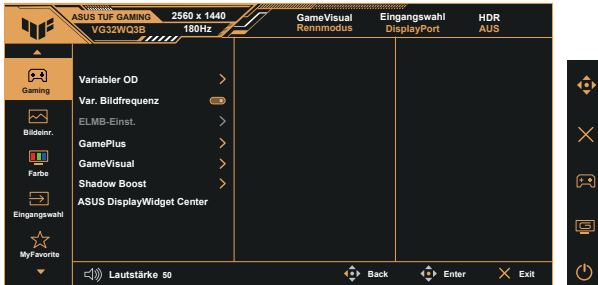 ASUS TUF GAMING 2560 x 1440
VG32WQ3B 180Hz
GameVisual Eingangswahl HDR
Rennmodus DisplayPort AUS
Gaming
Bildeinr.
Farbe
Eingangswahl
MyFavorite
Variabler OD
Var. Bildfrequenz
ELMB-Einst.
GamePlus
GameVisual
Shadow Boost
ASUS DisplayWidget Center
Lautstärke 50 Back Enter Exit